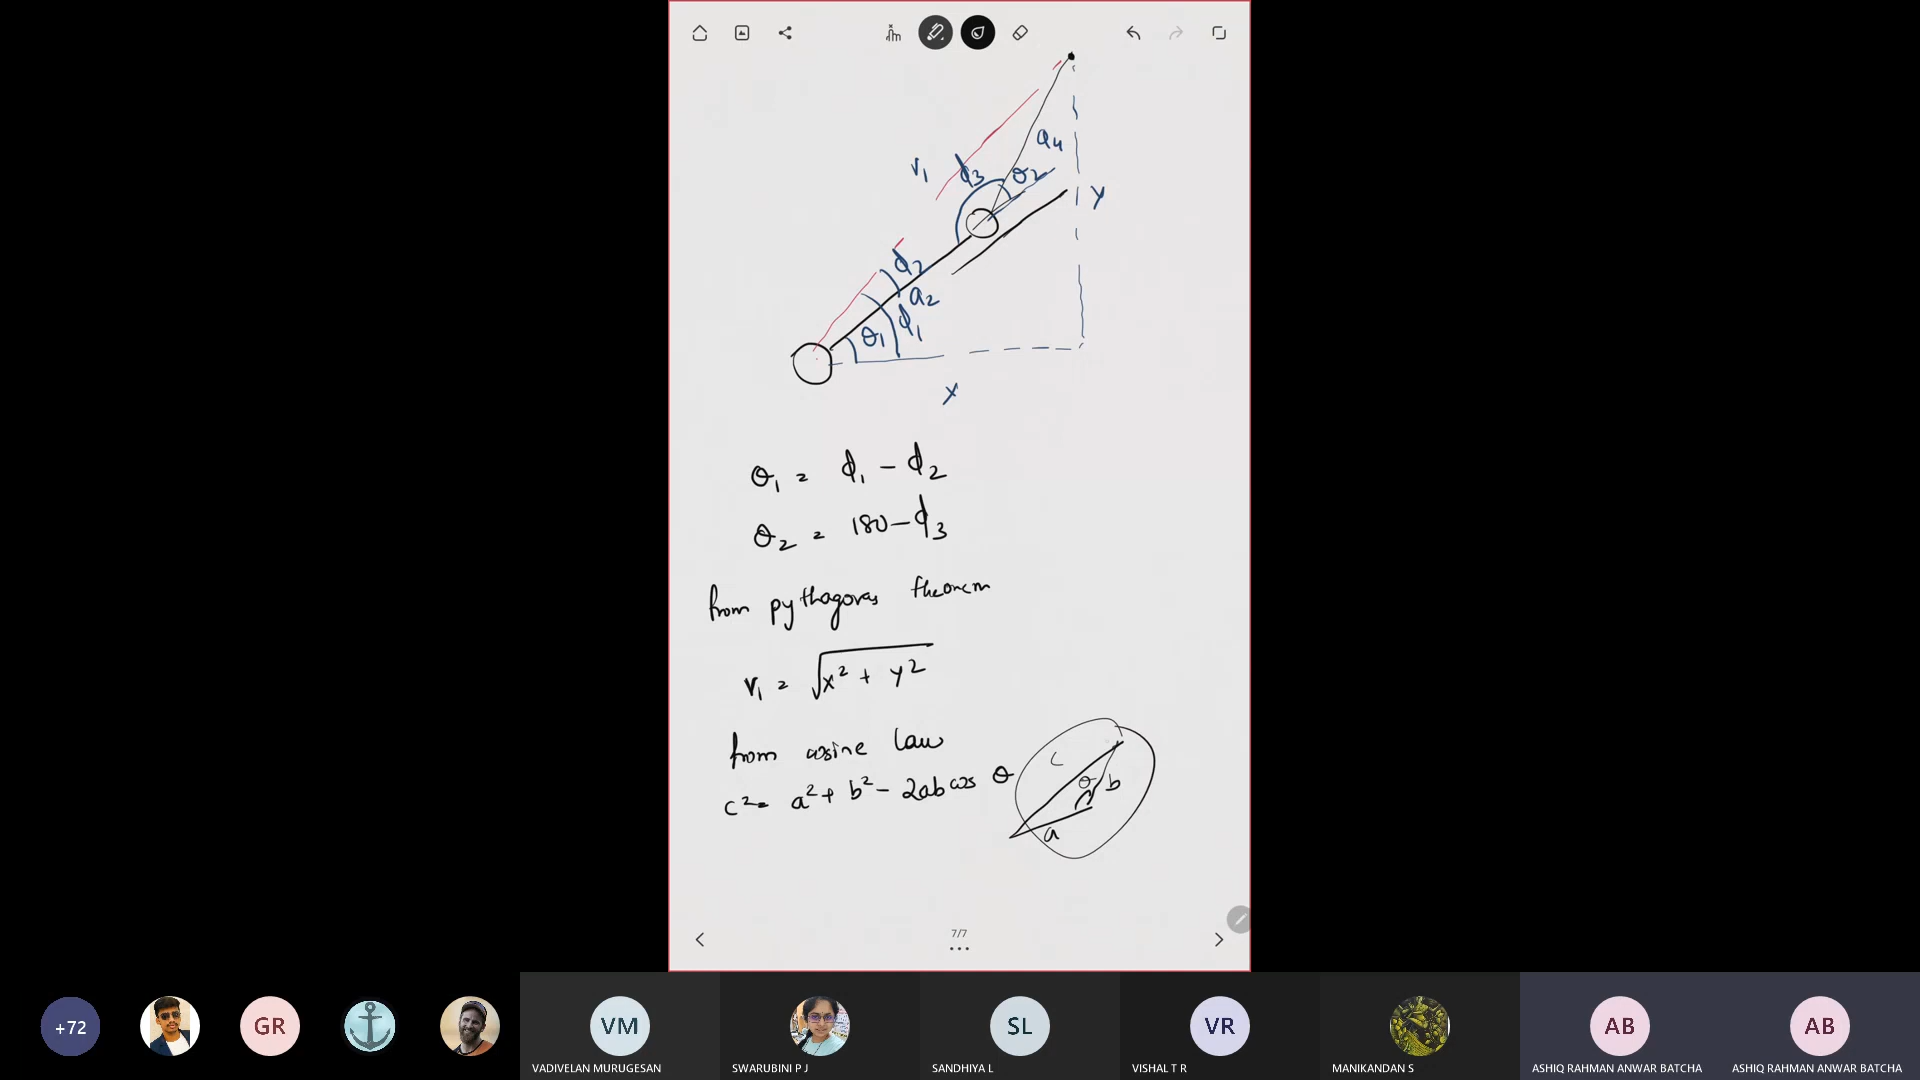 a₄
r₁
ϕ₃
θ₂
y
ϕ₂
a₂
θ₁
ϕ₁
x
θ₁ = ϕ₁ - ϕ₂
θ₂ = 180 - ϕ₃
from pythagoras theorem
r₁ = √x² + y²
from cosine law
c² = a² + b² - 2ab cos θ
c
θ
b
a
7/7
+72
GR
VM
SL
VR
AB
AB
VADIVELAN MURUGESAN
SWARUBINI P J
SANDHIYA L
VISHAL T R
MANIKANDAN S
ASHIQ RAHMAN ANWAR BATCHA
ASHIQ RAHMAN ANWAR BATCHA